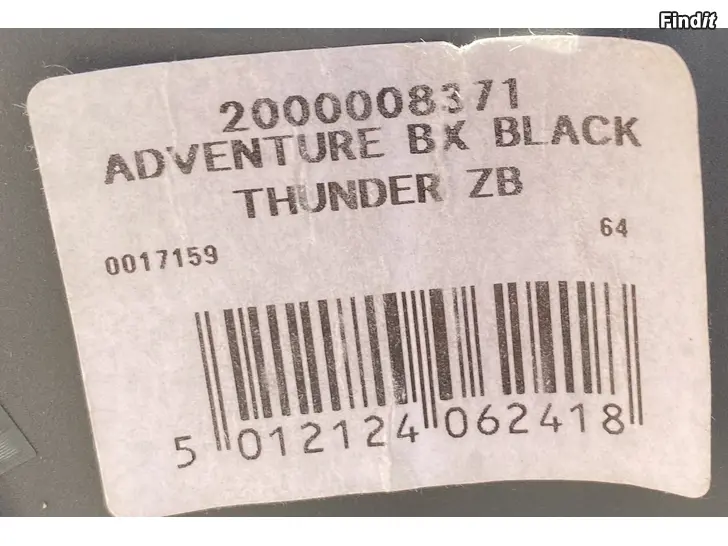 Findit
2000008371
ADVENTURE BX BLACK
THUNDER ZB
64
0017159
5 012124 062418